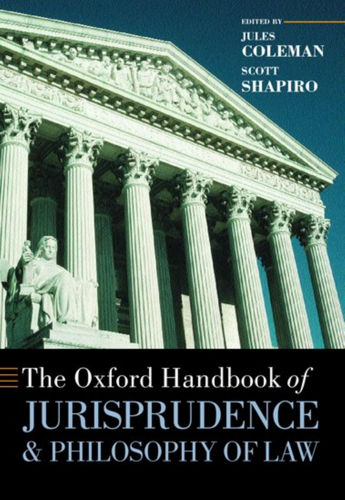 EDITED BY
JULES
COLEMAN
SCOTT
SHAPIRO
The Oxford Handbook of
JURISPRUDENCE
& PHILOSOPHY OF LAW